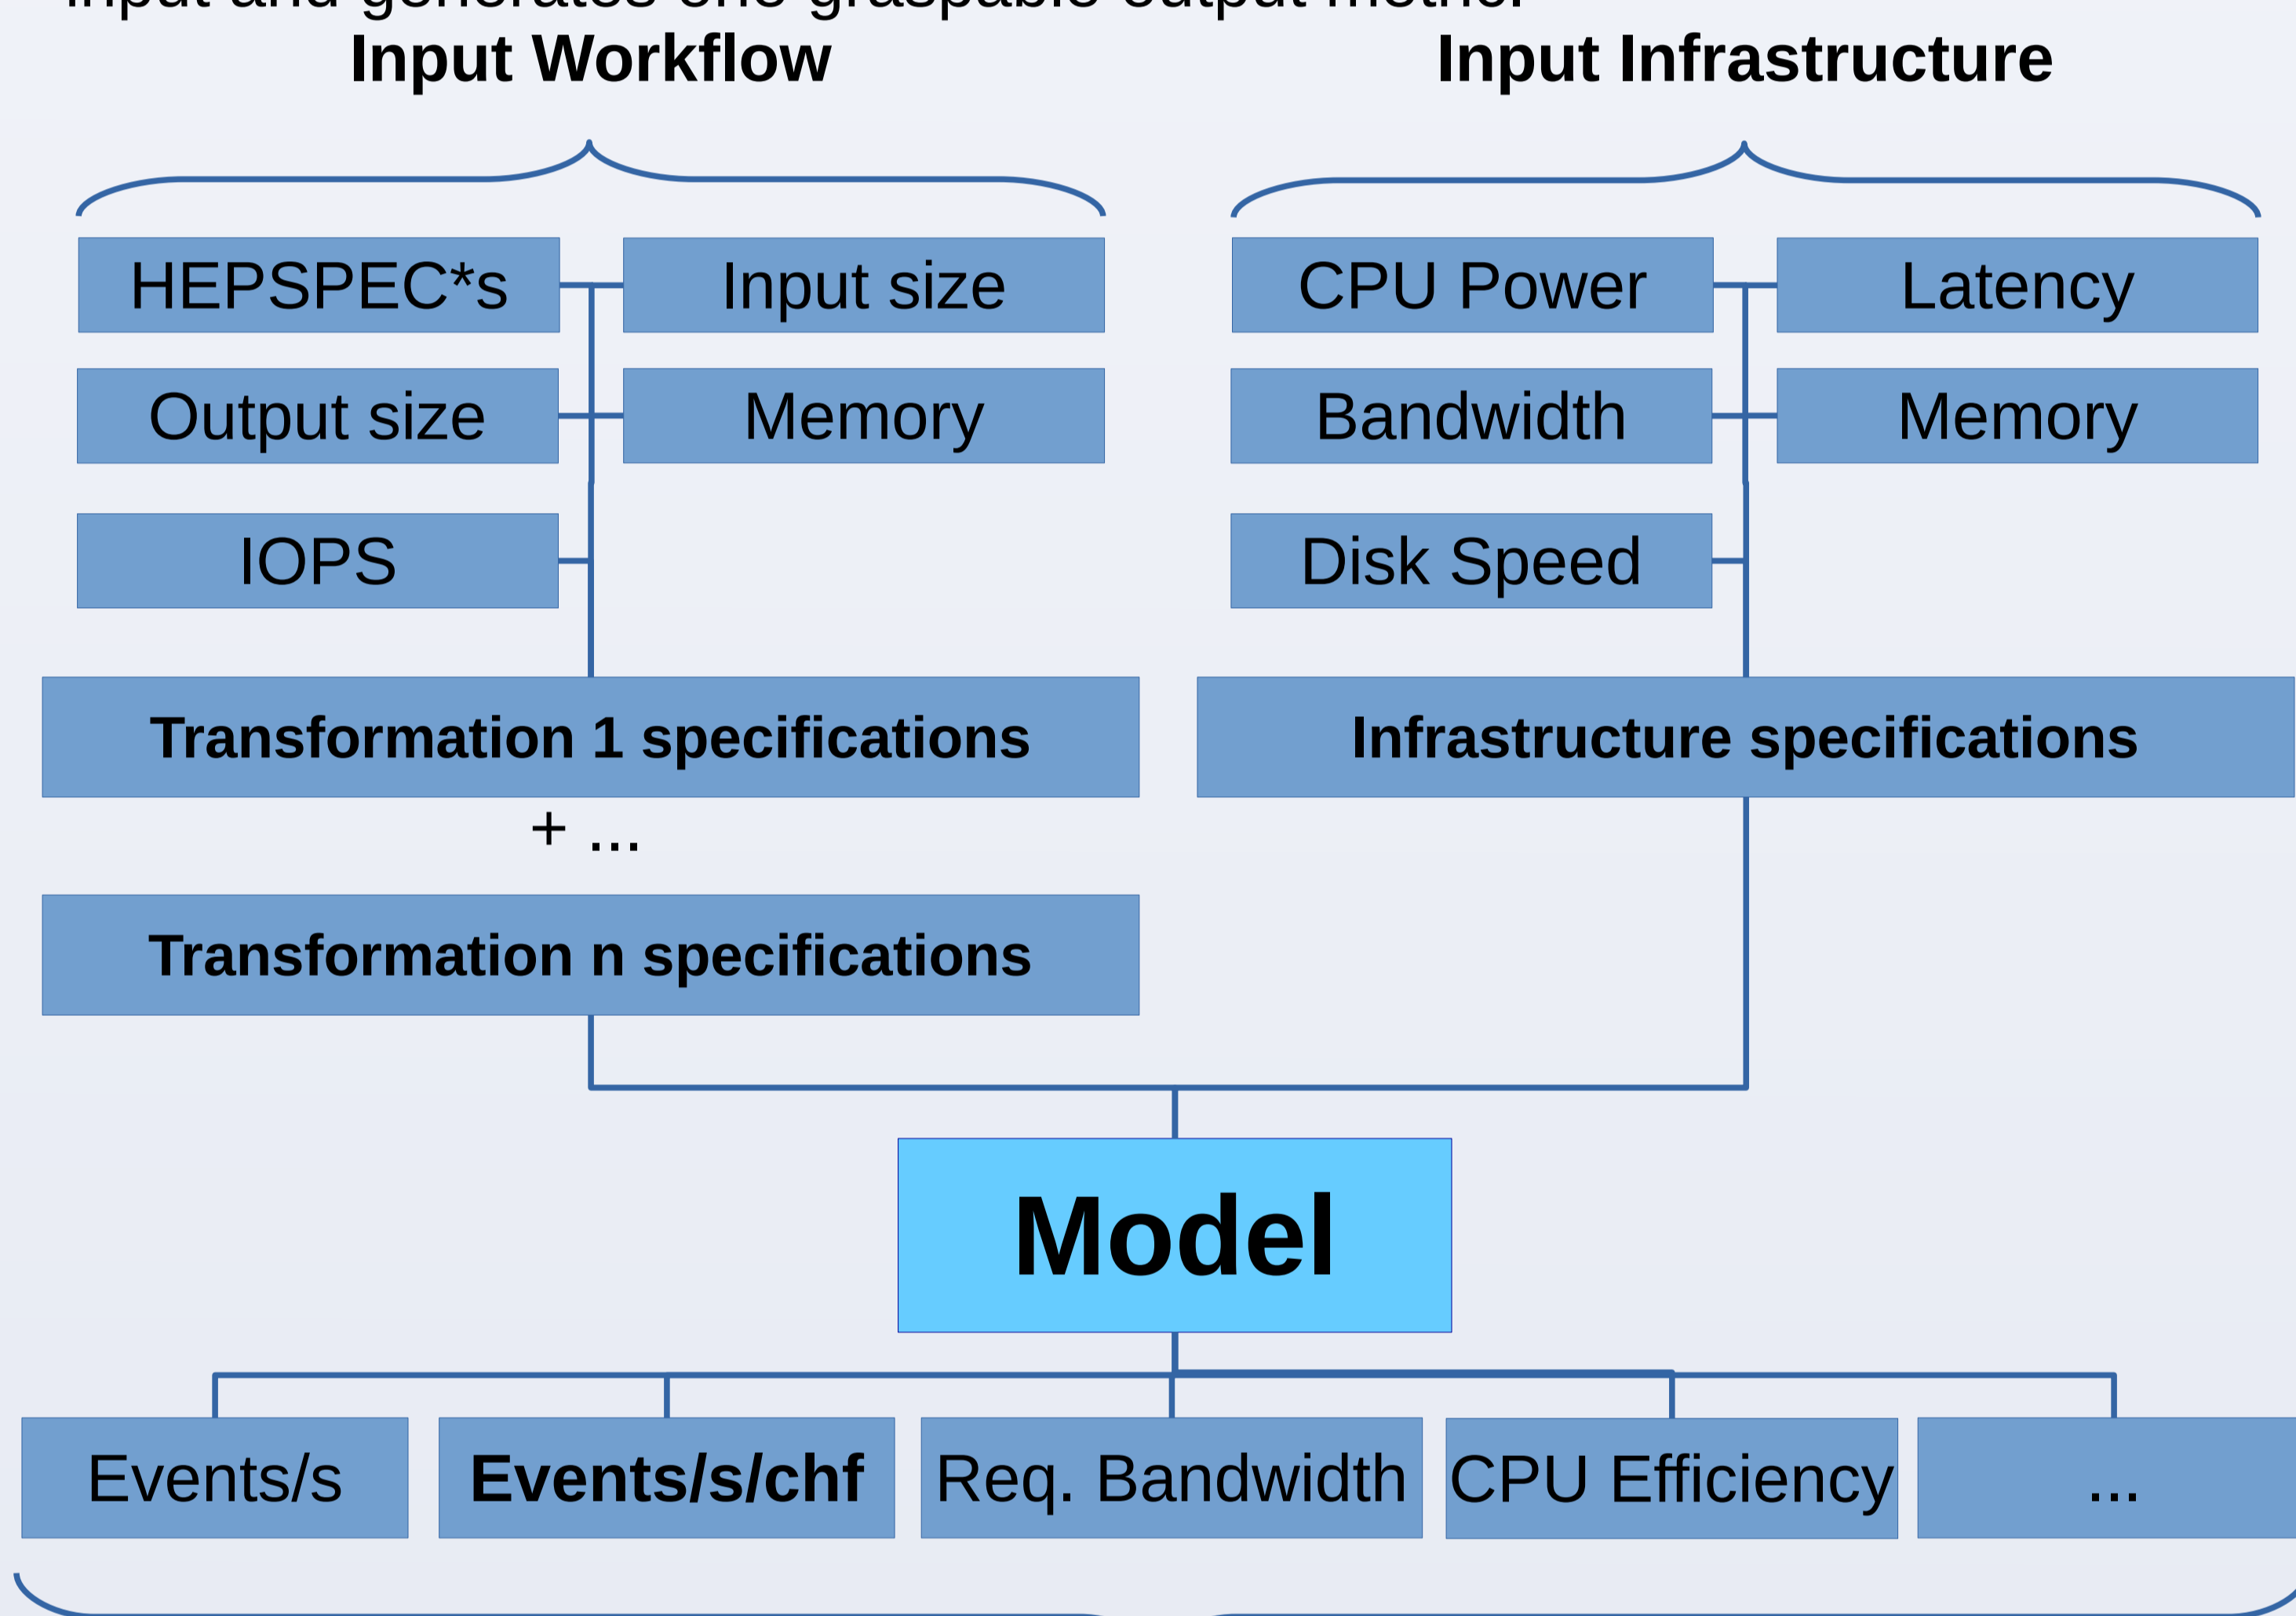 Input Workflow
Input Infrastructure
HEPSPEC*s
Input size
CPU Power
Latency
Output size
Memory
Bandwidth
Memory
IOPS
Disk Speed
Transformation 1 specifications
Infrastructure specifications
+ ...
Transformation n specifications
Model
Events/s
Events/s/chf
Req. Bandwidth
CPU Efficiency
...